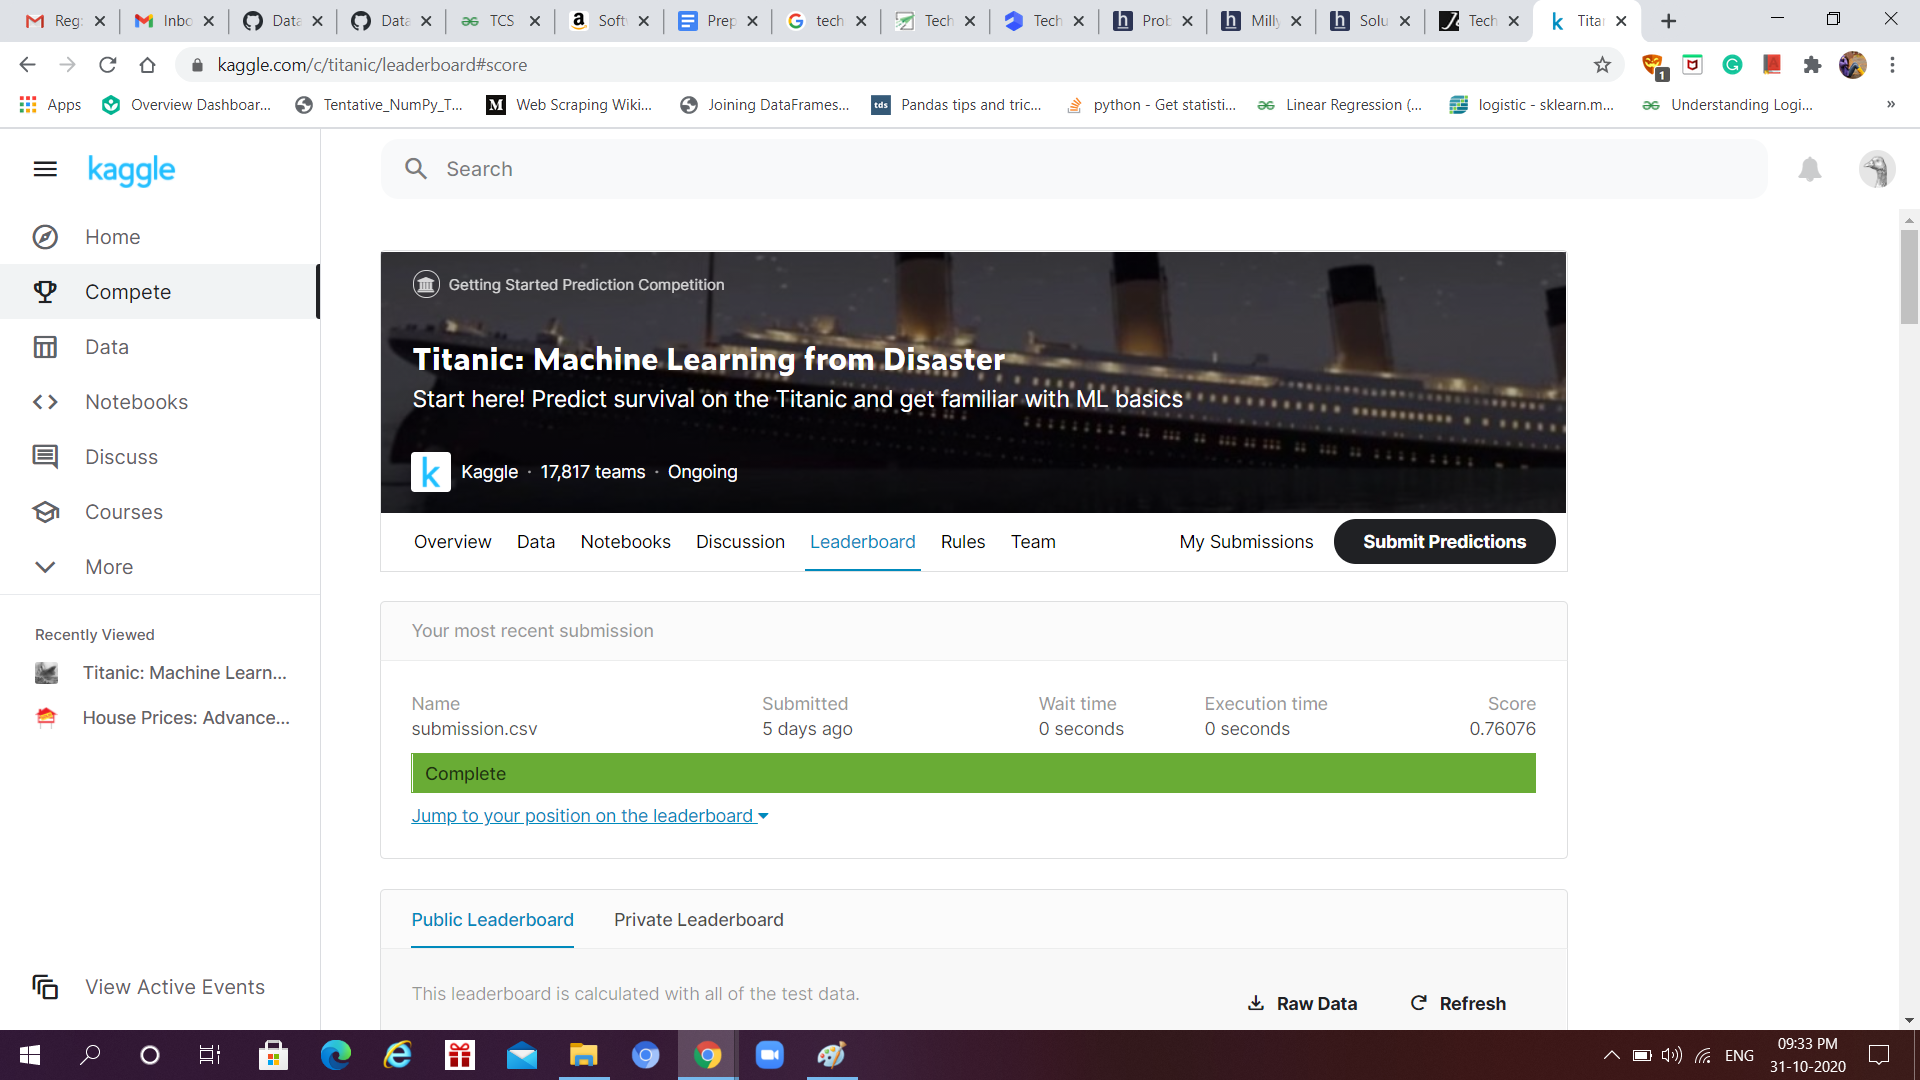 Reg
Inbo
Data
Data
TCS
Soft
Prep
tech
Tech
Tech
Prob
Milly
Solu
Tech
Titan
kaggle.com/c/titanic/leaderboard#score
1
Apps
Overview Dashboar...
Tentative_NumPy_T...
Web Scraping Wiki...
Joining DataFrames...
tds
Pandas tips and tric...
python - Get statisti...
Linear Regression (...
logistic - sklearn.m...
Understanding Logi...
»
kaggle
Search
Home
Compete
Data
Notebooks
Discuss
Courses
More
Recently Viewed
Titanic: Machine Learn...
House Prices: Advance...
View Active Events
Getting Started Prediction Competition
Titanic: Machine Learning from Disaster
Start here! Predict survival on the Titanic and get familiar with ML basics
k
Kaggle · 17,817 teams · Ongoing
Overview Data Notebooks Discussion Leaderboard Rules Team My Submissions Submit Predictions
Your most recent submission
Name Submitted Wait time Execution time Score
submission.csv 5 days ago 0 seconds 0 seconds 0.76076
Complete
Jump to your position on the leaderboard
Public Leaderboard Private Leaderboard
This leaderboard is calculated with all of the test data.
Raw Data Refresh
ENG
09:33 PM
31-10-2020